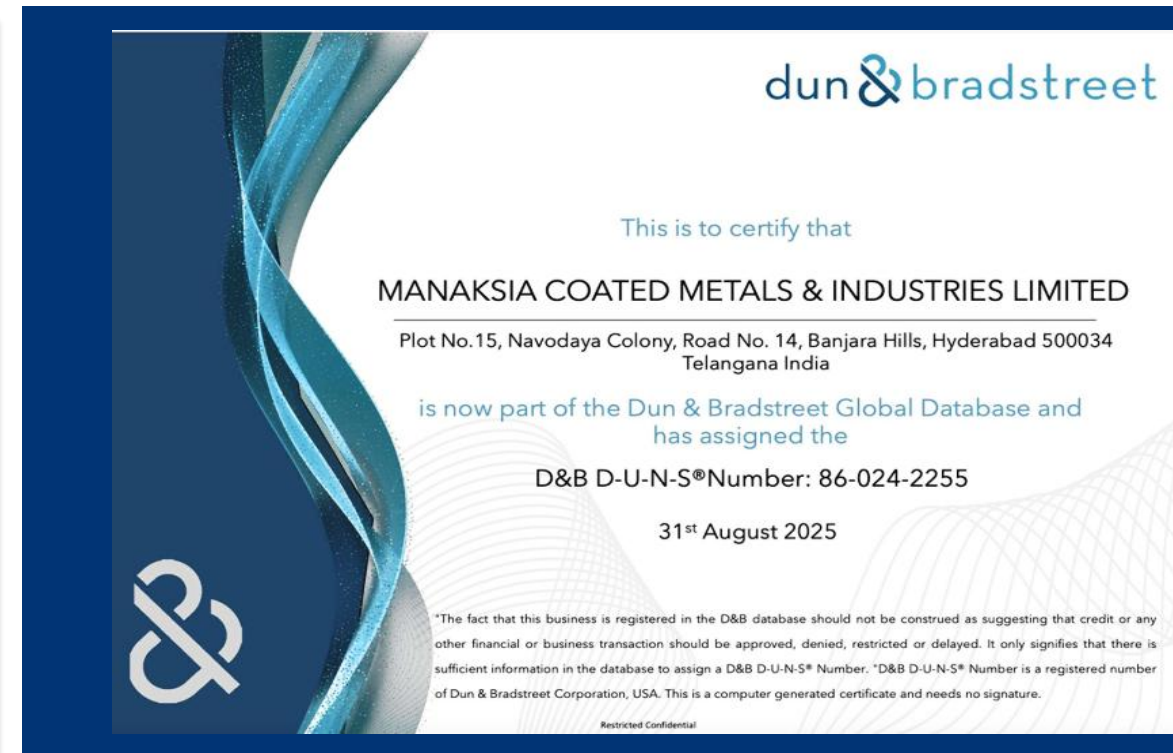 dun & bradstreet
This is to certify that
MANAKSIA COATED METALS & INDUSTRIES LIMITED
Plot No.15, Navodaya Colony, Road No. 14, Banjara Hills, Hyderabad 500034
Telangana India
is now part of the Dun & Bradstreet Global Database and
has assigned the
D&B D-U-N-S®Number: 86-024-2255
31st August 2025
"The fact that this business is registered in the D&B database should not be construed as suggesting that credit or any
other financial or business transaction should be approved, denied, restricted or delayed. It only signifies that there is
sufficient information in the database to assign a D&B D-U-N-S® Number. "D&B D-U-N-S® Number is a registered number
of Dun & Bradstreet Corporation, USA. This is a computer generated certificate and needs no signature.
Restricted Confidential
&